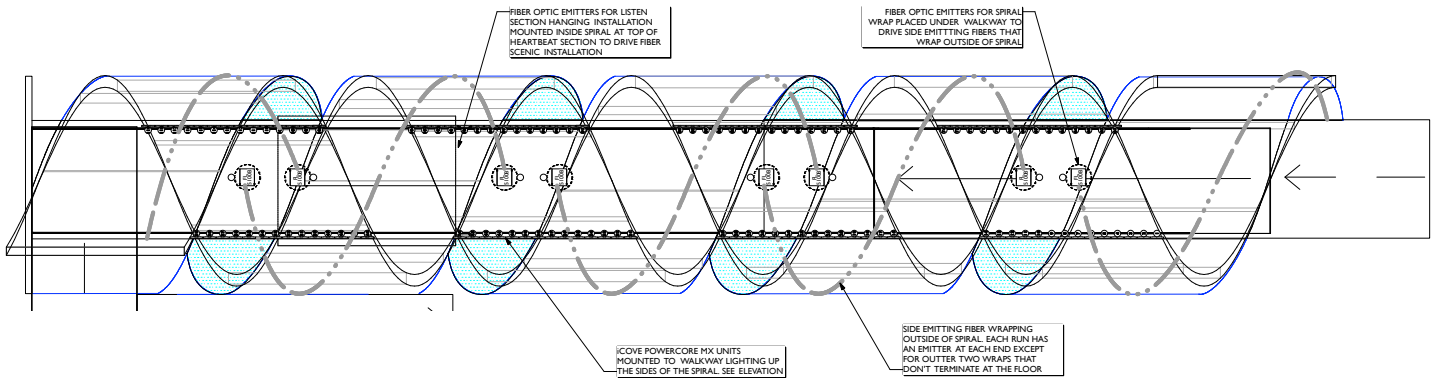 FIBER OPTIC EMITTERS FOR LISTEN
SECTION HANGING INSTALLATION
MOUNTED INSIDE SPIRAL AT TOP OF
HEARTBEAT SECTION TO DRIVE FIBER
SCENIC INSTALLATION
FIBER OPTIC EMITTERS FOR SPIRAL
WRAP PLACED UNDER WALKWAY TO
DRIVE SIDE EMITTTING FIBERS THAT
WRAP OUTSIDE OF SPIRAL
iCOVE POWERCORE MX UNITS
MOUNTED TO WALKWAY LIGHTING UP
THE SIDES OF THE SPIRAL. SEE ELEVATION
SIDE EMITTING FIBER WRAPPING
OUTSIDE OF SPIRAL. EACH RUN HAS
AN EMITTER AT EACH END EXCEPT
FOR OUTTER TWO WRAPS THAT
DON'T TERMINATE AT THE FLOOR